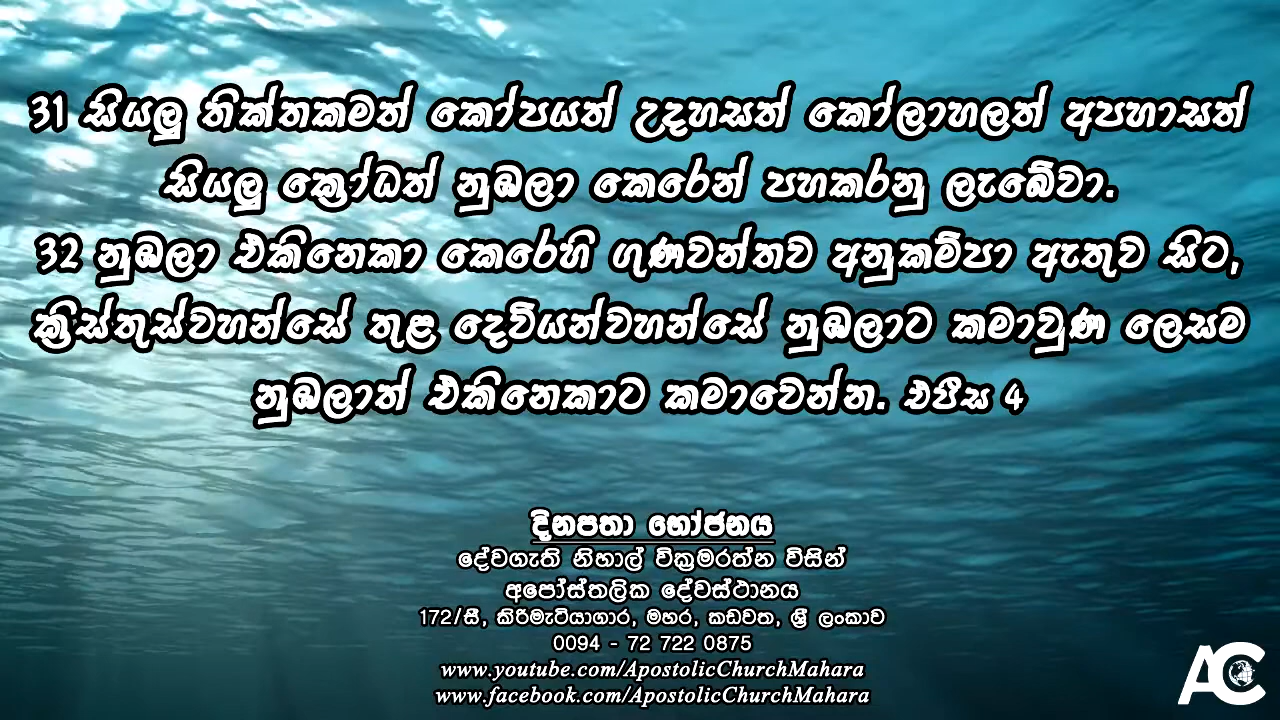 31 සියලු තික්තකමත් කෝපයත් උදහසත් කෝලාහලත් අපහාසත්
සියලු ක්‍රෝධත් නුඹලා කෙරෙන් පහකරනු ලැබේවා.
32 නුඹලා එකිනෙකා කෙරෙහි ගුණවන්තව අනුකම්පා ඇතුව සිට,
ක්‍රිස්තුස්වහන්සේ තුළ දෙවියන්වහන්සේ නුඹලාට කමාවුණ ලෙසම
නුඹලාත් එකිනෙකාට කමාවෙන්න. එපීස 4
දිනපතා භෝජනය
දේවගැති නිහාල් වික්‍රමරත්න විසින්
අපෝස්තලික දේවස්ථානය
172/සී, කිරිමැටියාගාර, මහර, කඩවත, ශ්‍රී ලංකාව
0094 - 72 722 0875
www.youtube.com/ApostolicChurchMahara
www.facebook.com/ApostolicChurchMahara
AC